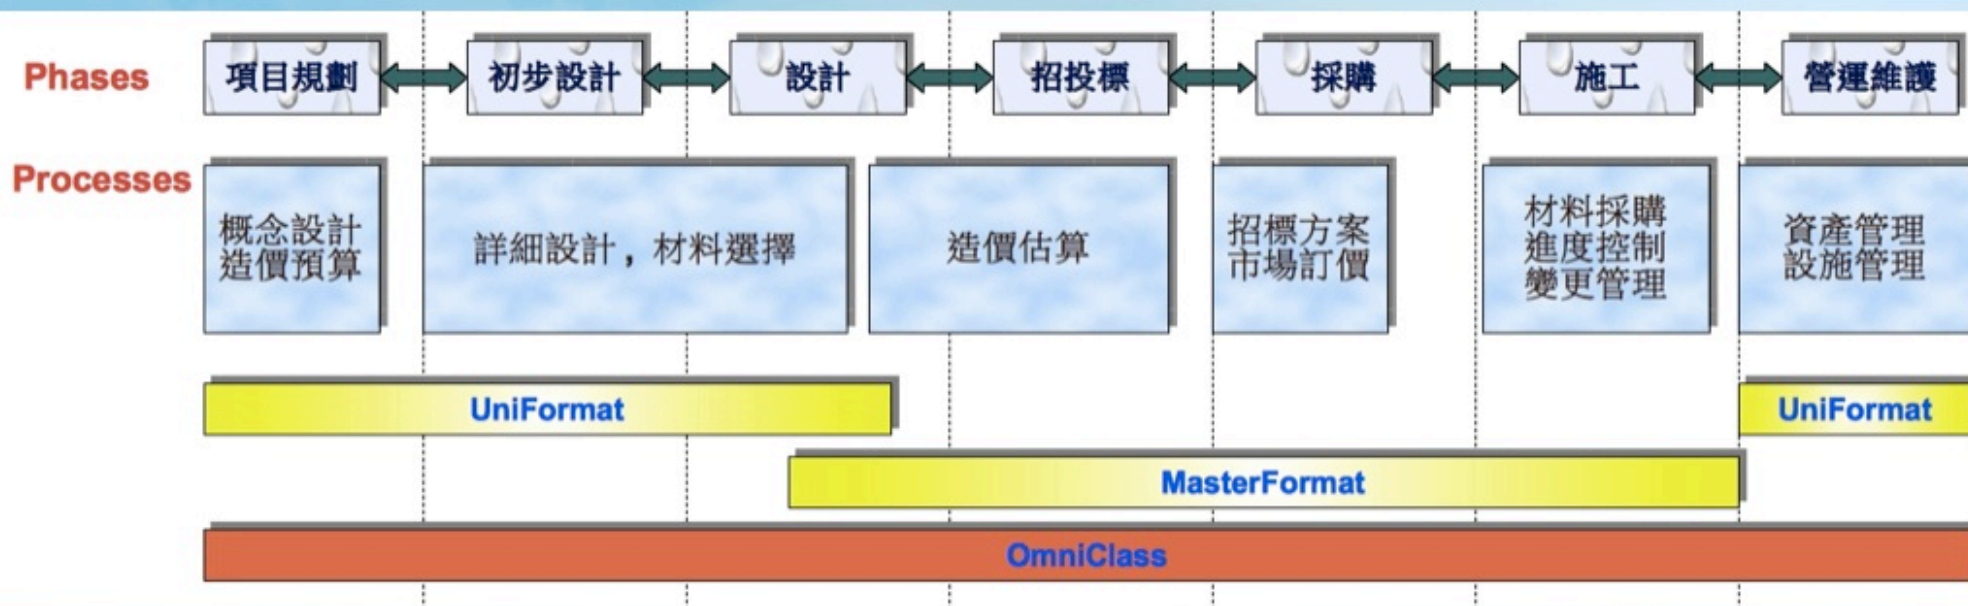 Phases
項目規劃
初步設計
設計
招投標
採購
施工
營運維護
Processes
概念設計
造價預算
詳細設計，材料選擇
造價估算
招標方案
市場訂價
材料採購
進度控制
變更管理
資產管理
設施管理
UniFormat
UniFormat
MasterFormat
OmniClass